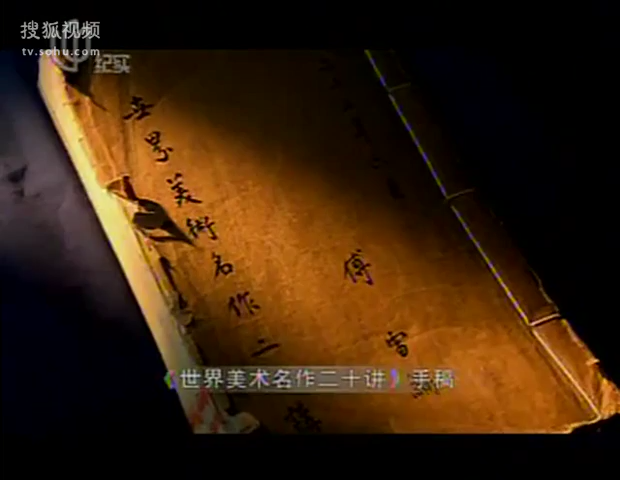 搜狐视频
tv.sohu.com
纪实
世界美術名作二
傅雷
《世界美术名作二十讲》手稿